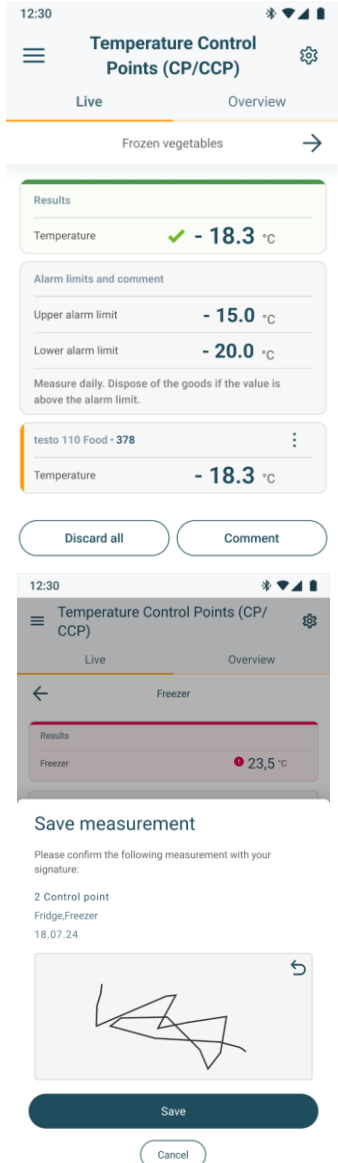 12:30
Temperature Control
Points (CP/CCP)
Live Overview
Frozen vegetables
Results
Temperature - 18.3 °C
Alarm limits and comment
Upper alarm limit - 15.0 °C
Lower alarm limit - 20.0 °C
Measure daily. Dispose of the goods if the value is
above the alarm limit.
testo 110 Food • 378
Temperature - 18.3 °C
Discard all Comment
12:30
Temperature Control Points (CP/
CCP)
Live Overview
Freezer
Results
Freezer 23,5 °C
Save measurement
Please confirm the following measurement with your
signature:
2 Control point
Fridge,Freezer
18.07.24
Save
Cancel